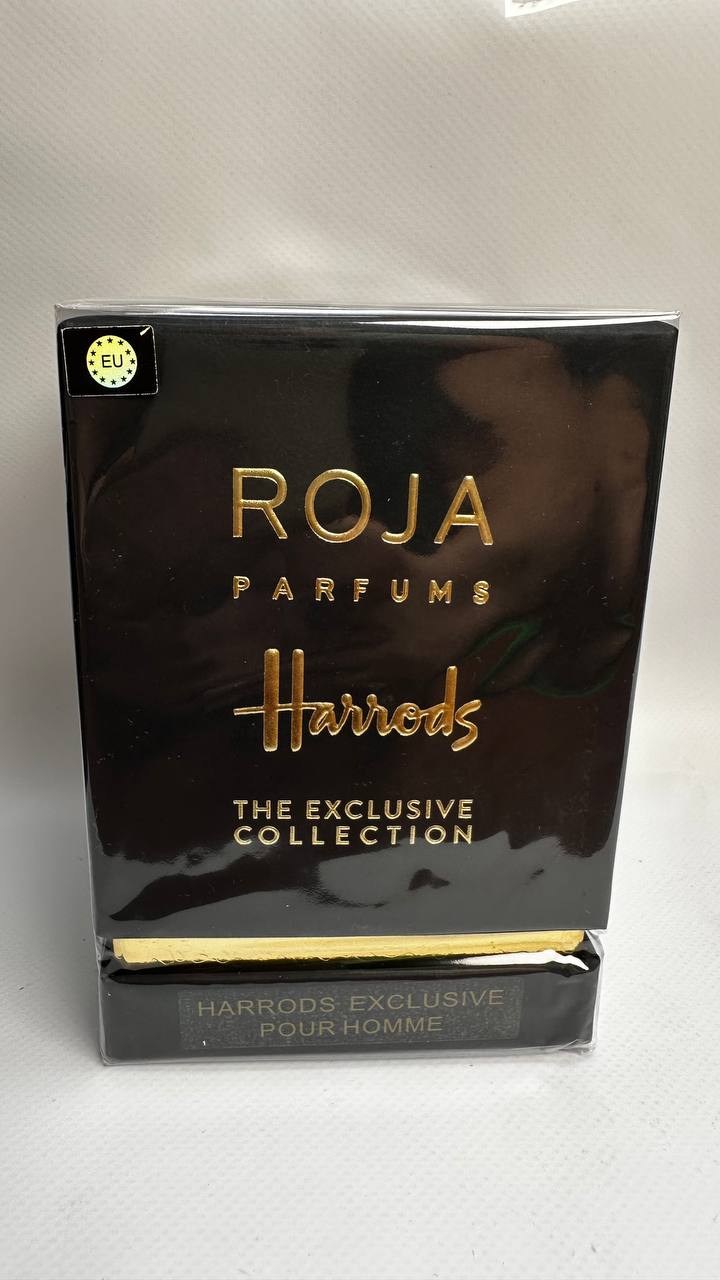 EU
ROJA
PARFUMS
Harrods
THE EXCLUSIVE
COLLECTION
HARRODS EXCLUSIVE
POUR HOMME